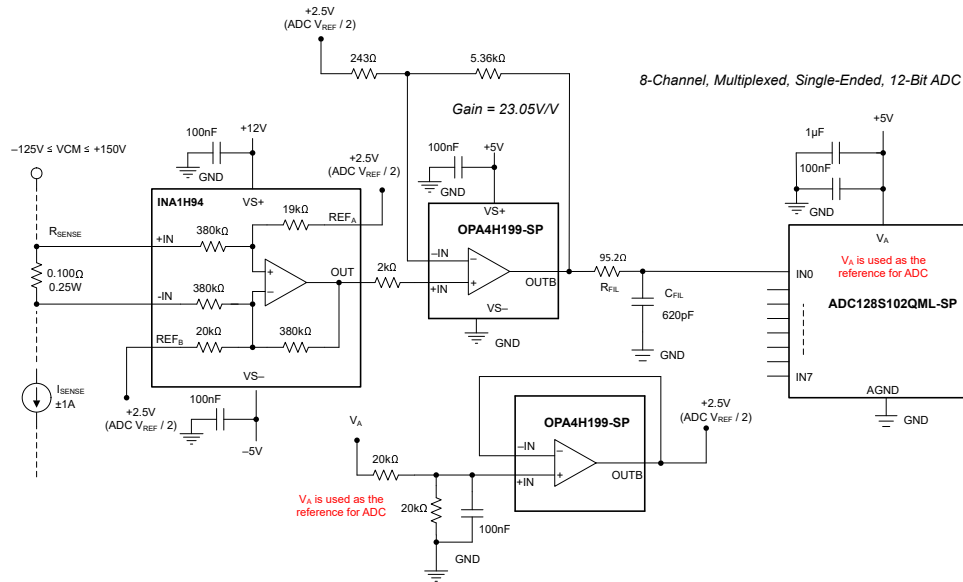 +2.5V
(ADC VREF / 2)
243Ω
5.36kΩ
8-Channel, Multiplexed, Single-Ended, 12-Bit ADC
Gain = 23.05V/V
–125V ≤ VCM ≤ +150V
+12V
100nF
GND
+2.5V
(ADC VREF / 2)
100nF
+5V
GND
+5V
1μF
100nF
GND
INA1H94
VS+
19kΩ
REFA
RSENSE
+IN
380kΩ
0.100Ω
0.25W
-IN
380kΩ
OUT
REFB
20kΩ
380kΩ
VS–
2kΩ
VS+
OPA4H199-SP
–IN
+IN
OUTB
VS–
GND
95.2Ω
RFIL
CFIL
620pF
GND
VA
VA is used as the
reference for ADC
IN0
ADC128S102QML-SP
IN7
AGND
GND
ISENSE
±1A
+2.5V
(ADC VREF / 2)
100nF
GND
–5V
VA
20kΩ
VA is used as the
reference for ADC
20kΩ
100nF
GND
OPA4H199-SP
–IN
+IN
OUTB
+2.5V
(ADC VREF / 2)